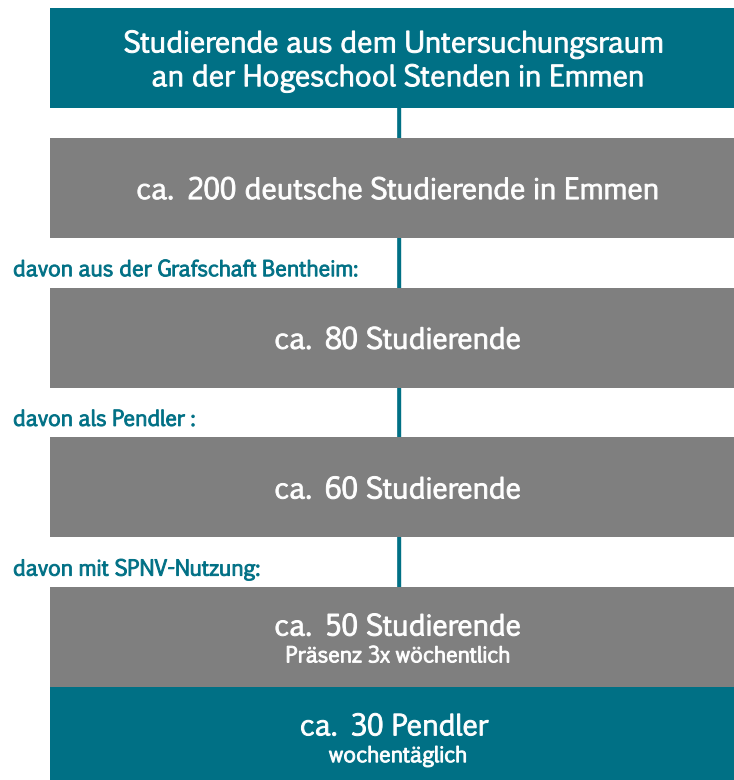 Studierende aus dem Untersuchungsraum
an der Hogeschool Stenden in Emmen
ca. 200 deutsche Studierende in Emmen
davon aus der Grafschaft Bentheim:
ca. 80 Studierende
davon als Pendler :
ca. 60 Studierende
davon mit SPNV-Nutzung:
ca. 50 Studierende
Präsenz 3x wöchentlich
ca. 30 Pendler
wochentäglich